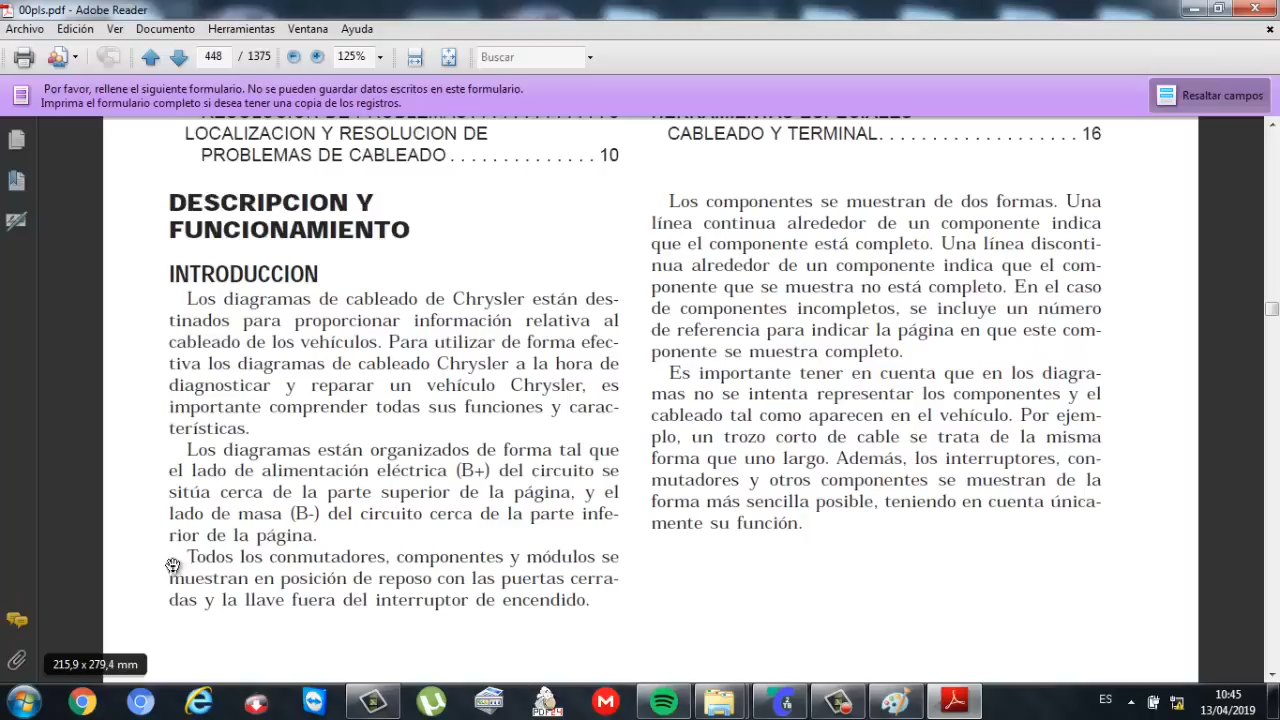 00pls.pdf - Adobe Reader
Archivo Edición Ver Documento Herramientas Ventana Ayuda
448 / 1375 125% Buscar
Por favor, rellene el siguiente formulario. No se pueden guardar datos escritos en este formulario.
Imprima el formulario completo si desea tener una copia de los registros.
Resaltar campos
LOCALIZACION Y RESOLUCION DE
PROBLEMAS DE CABLEADO . . . . . . . . . . . . . . 10
CABLEADO Y TERMINAL. . . . . . . . . . . . . . . . . . 16
DESCRIPCION Y
FUNCIONAMIENTO
INTRODUCCION
Los diagramas de cableado de Chrysler están des-
tinados para proporcionar información relativa al
cableado de los vehículos. Para utilizar de forma efec-
tiva los diagramas de cableado Chrysler a la hora de
diagnosticar y reparar un vehículo Chrysler, es
importante comprender todas sus funciones y carac-
terísticas.
Los diagramas están organizados de forma tal que
el lado de alimentación eléctrica (B+) del circuito se
sitúa cerca de la parte superior de la página, y el
lado de masa (B-) del circuito cerca de la parte infe-
rior de la página.
Todos los conmutadores, componentes y módulos se
muestran en posición de reposo con las puertas cerra-
das y la llave fuera del interruptor de encendido.
Los componentes se muestran de dos formas. Una
línea continua alrededor de un componente indica
que el componente está completo. Una línea disconti-
nua alrededor de un componente indica que el com-
ponente que se muestra no está completo. En el caso
de componentes incompletos, se incluye un número
de referencia para indicar la página en que este com-
ponente se muestra completo.
Es importante tener en cuenta que en los diagra-
mas no se intenta representar los componentes y el
cableado tal como aparecen en el vehículo. Por ejem-
plo, un trozo corto de cable se trata de la misma
forma que uno largo. Además, los interruptores, con-
mutadores y otros componentes se muestran de la
forma más sencilla posible, teniendo en cuenta única-
mente su función.
215,9 x 279,4 mm
ES
10:45
13/04/2019